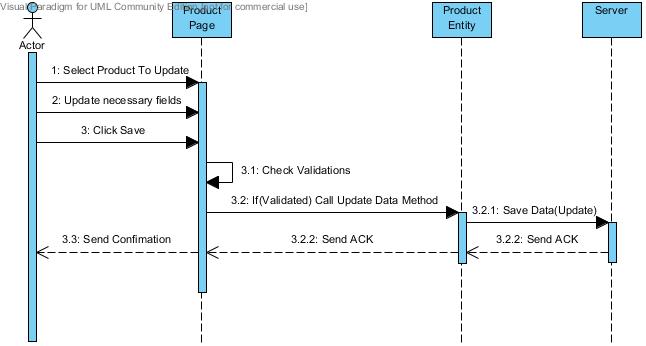 Visual Paradigm for UML Community Edition [not for commercial use]
Product
Page
Product
Entity
Server
Actor
1: Select Product To Update
2: Update necessary fields
3: Click Save
3.1: Check Validations
3.2: If(Validated) Call Update Data Method
3.2.1: Save Data(Update)
3.3: Send Confimation
3.2.2: Send ACK
3.2.2: Send ACK